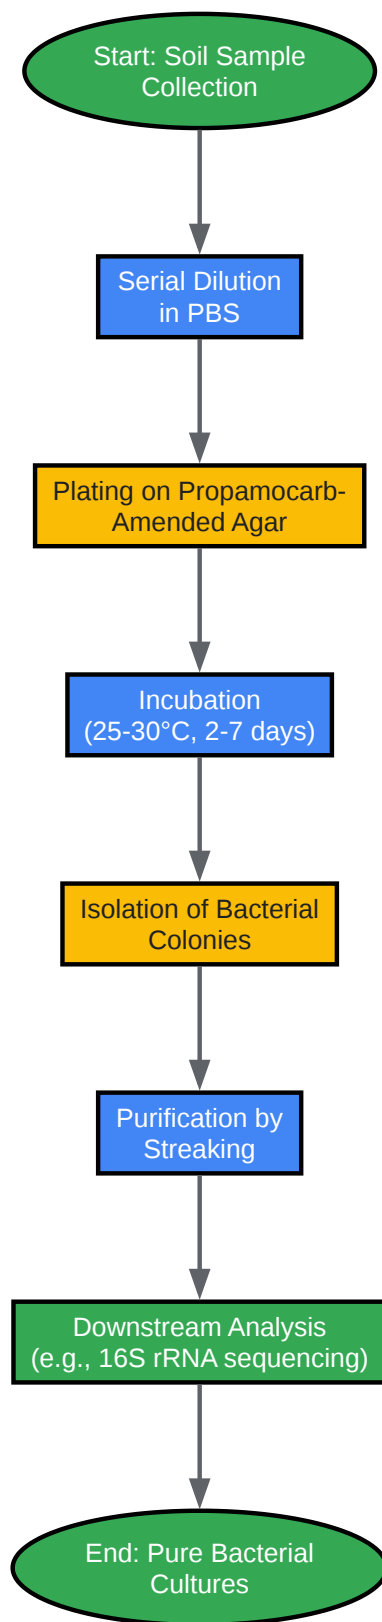 Start: Soil Sample
Collection
Serial Dilution
in PBS
Plating on Propamocarb-
Amended Agar
Incubation
(25-30°C, 2-7 days)
Isolation of Bacterial
Colonies
Purification by
Streaking
Downstream Analysis
(e.g., 16S rRNA sequencing)
End: Pure Bacterial
Cultures